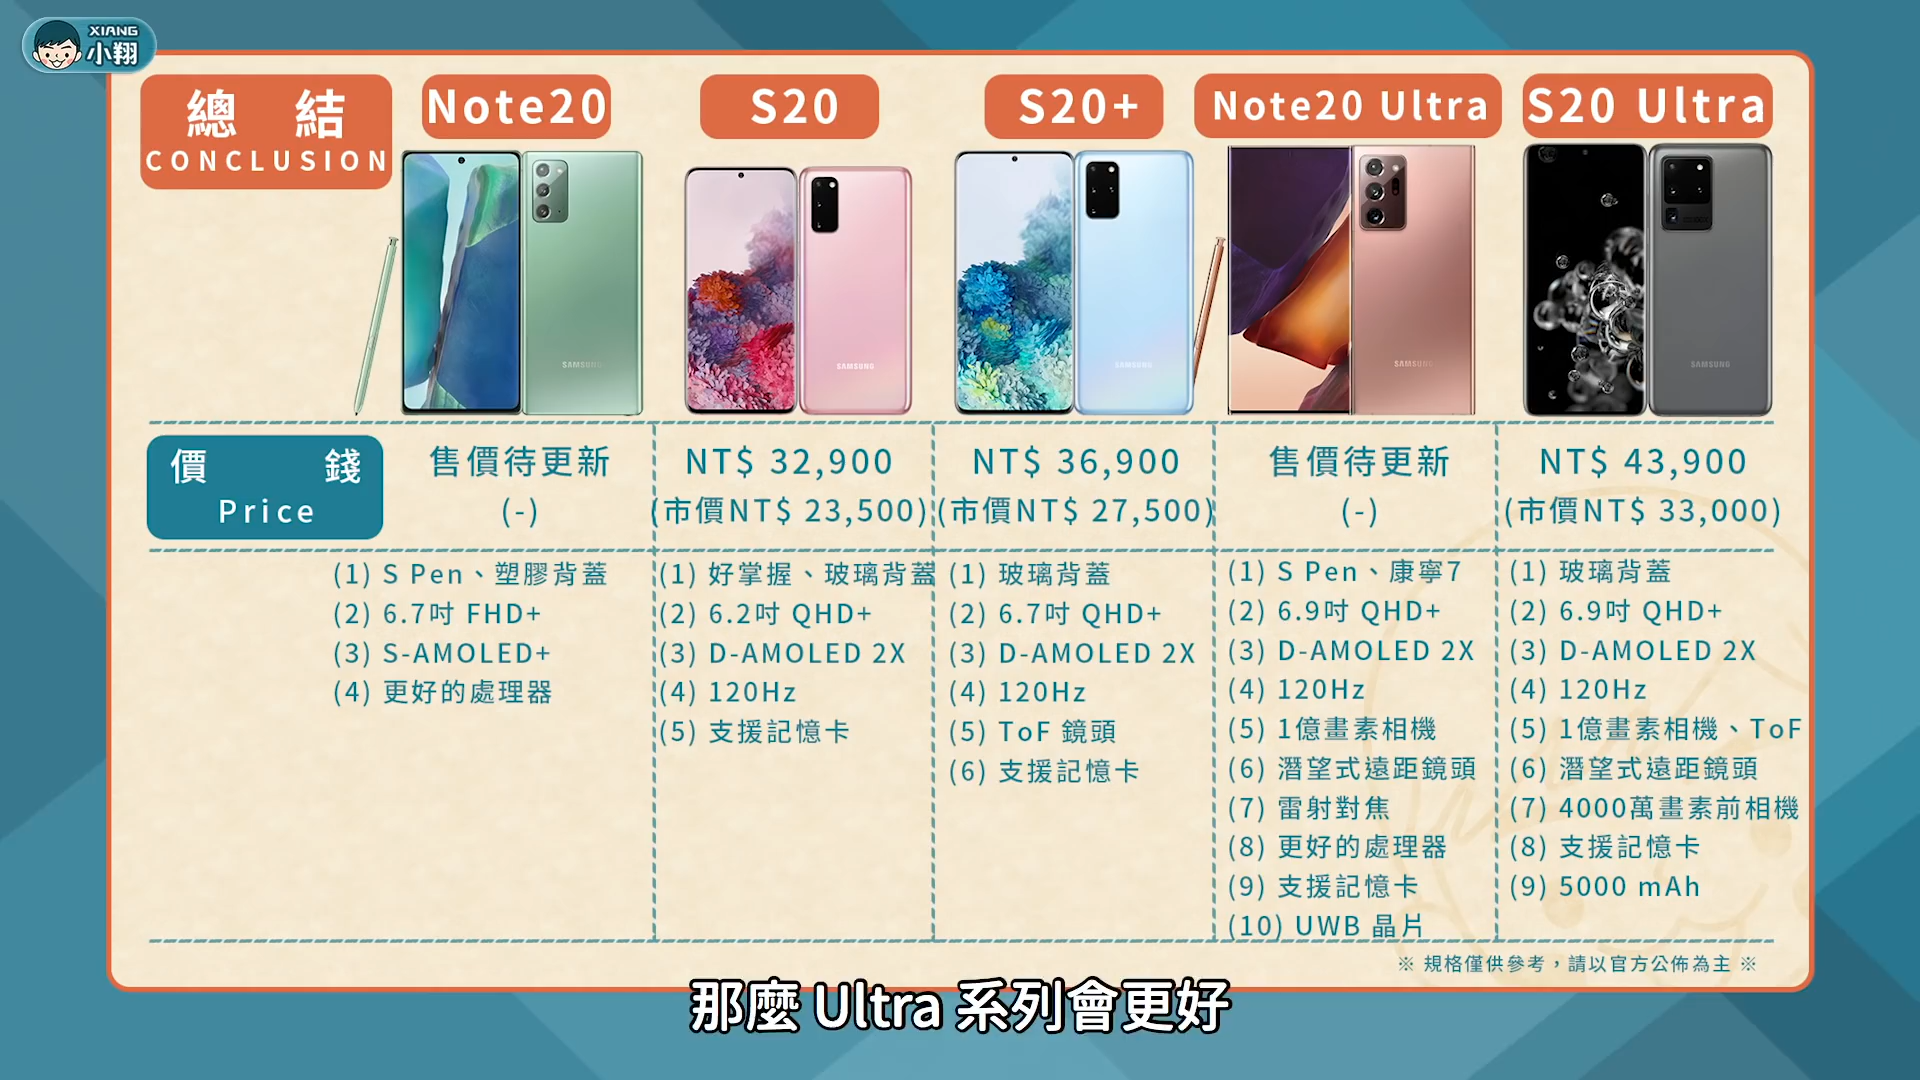 XIANG
小翔
總 結
CONCLUSION
Note20
S20
S20+
Note20 Ultra
S20 Ultra
SAMSUNG
SAMSUNG
SAMSUNG
SAMSUNG
SAMSUNG
價 錢
Price
售價待更新
(-)
NT$ 32,900
(市價NT$ 23,500)
NT$ 36,900
(市價NT$ 27,500)
售價待更新
(-)
NT$ 43,900
(市價NT$ 33,000)
(1) S Pen、塑膠背蓋
(2) 6.7吋 FHD+
(3) S-AMOLED+
(4) 更好的處理器
(1) 好掌握、玻璃背蓋
(2) 6.2吋 QHD+
(3) D-AMOLED 2X
(4) 120Hz
(5) 支援記憶卡
(1) 玻璃背蓋
(2) 6.7吋 QHD+
(3) D-AMOLED 2X
(4) 120Hz
(5) ToF 鏡頭
(6) 支援記憶卡
(1) S Pen、康寧7
(2) 6.9吋 QHD+
(3) D-AMOLED 2X
(4) 120Hz
(5) 1億畫素相機
(6) 潛望式遠距鏡頭
(7) 雷射對焦
(8) 更好的處理器
(9) 支援記憶卡
(10) UWB 晶片
(1) 玻璃背蓋
(2) 6.9吋 QHD+
(3) D-AMOLED 2X
(4) 120Hz
(5) 1億畫素相機、ToF
(6) 潛望式遠距鏡頭
(7) 4000萬畫素前相機
(8) 支援記憶卡
(9) 5000 mAh
※ 規格僅供參考，請以官方公佈為主 ※
那麼 Ultra 系列會更好